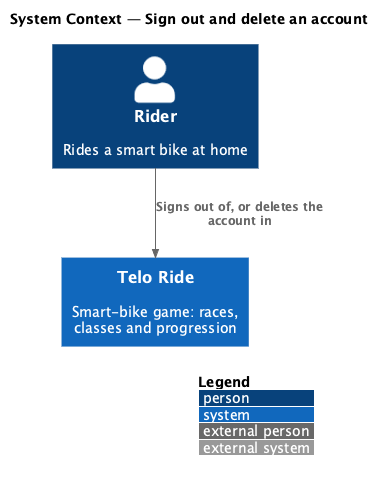 System Context — Sign out and delete an account
Rider
Rides a smart bike at home
Signs out of, or deletes the
account in
Telo Ride
Smart-bike game: races,
classes and progression
Legend
person
system
external person
external system